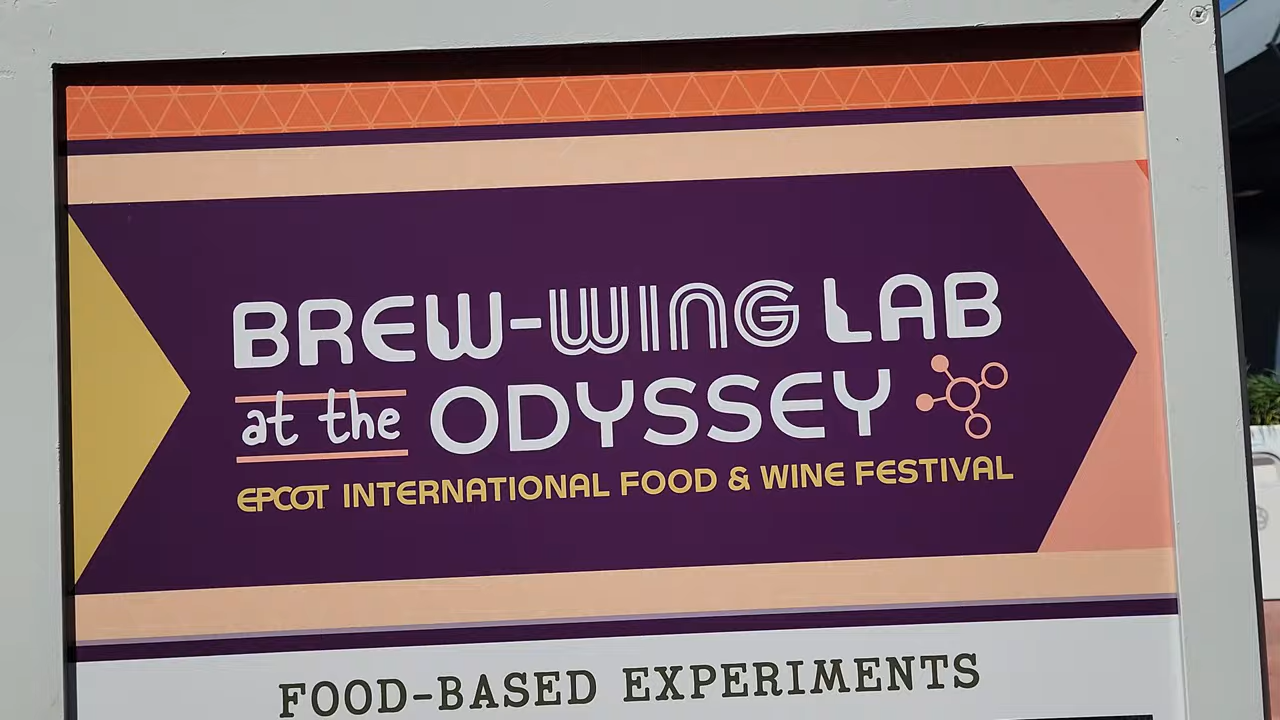 BREW-WING LAB
at the ODYSSEY
EPCOT INTERNATIONAL FOOD & WINE FESTIVAL
FOOD-BASED EXPERIMENTS